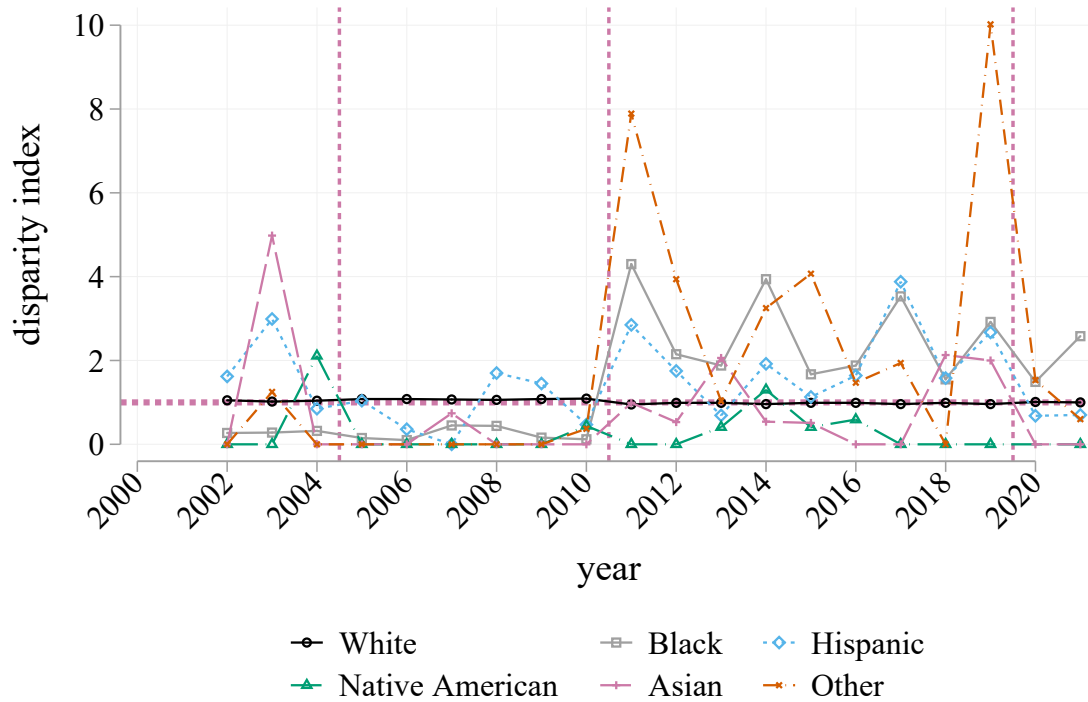 10
8
6
4
2
0
disparity index
2000 2002 2004 2006 2008 2010 2012 2014 2016 2018 2020
year
White Black Hispanic
Native American Asian Other